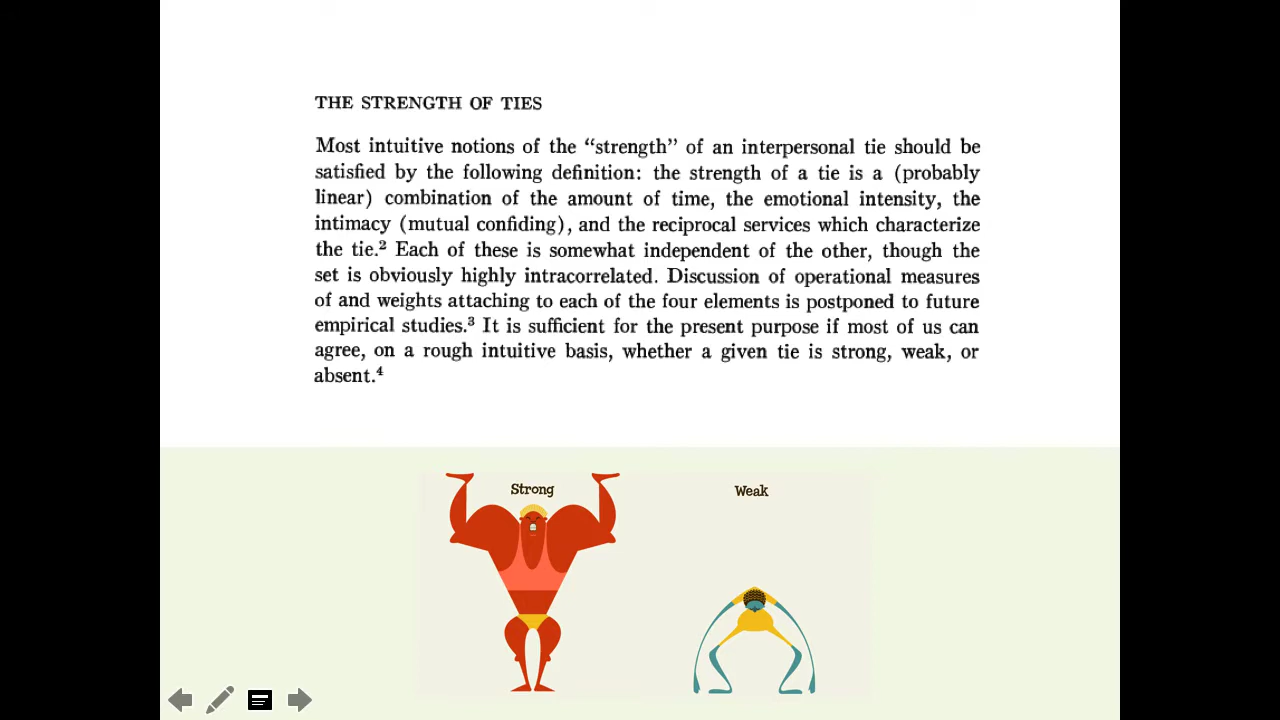 THE STRENGTH OF TIES
Most intuitive notions of the “strength” of an interpersonal tie should be
satisfied by the following definition: the strength of a tie is a (probably
linear) combination of the amount of time, the emotional intensity, the
intimacy (mutual confiding), and the reciprocal services which characterize
the tie.² Each of these is somewhat independent of the other, though the
set is obviously highly intracorrelated. Discussion of operational measures
of and weights attaching to each of the four elements is postponed to future
empirical studies.³ It is sufficient for the present purpose if most of us can
agree, on a rough intuitive basis, whether a given tie is strong, weak, or
absent.⁴
Strong
Weak